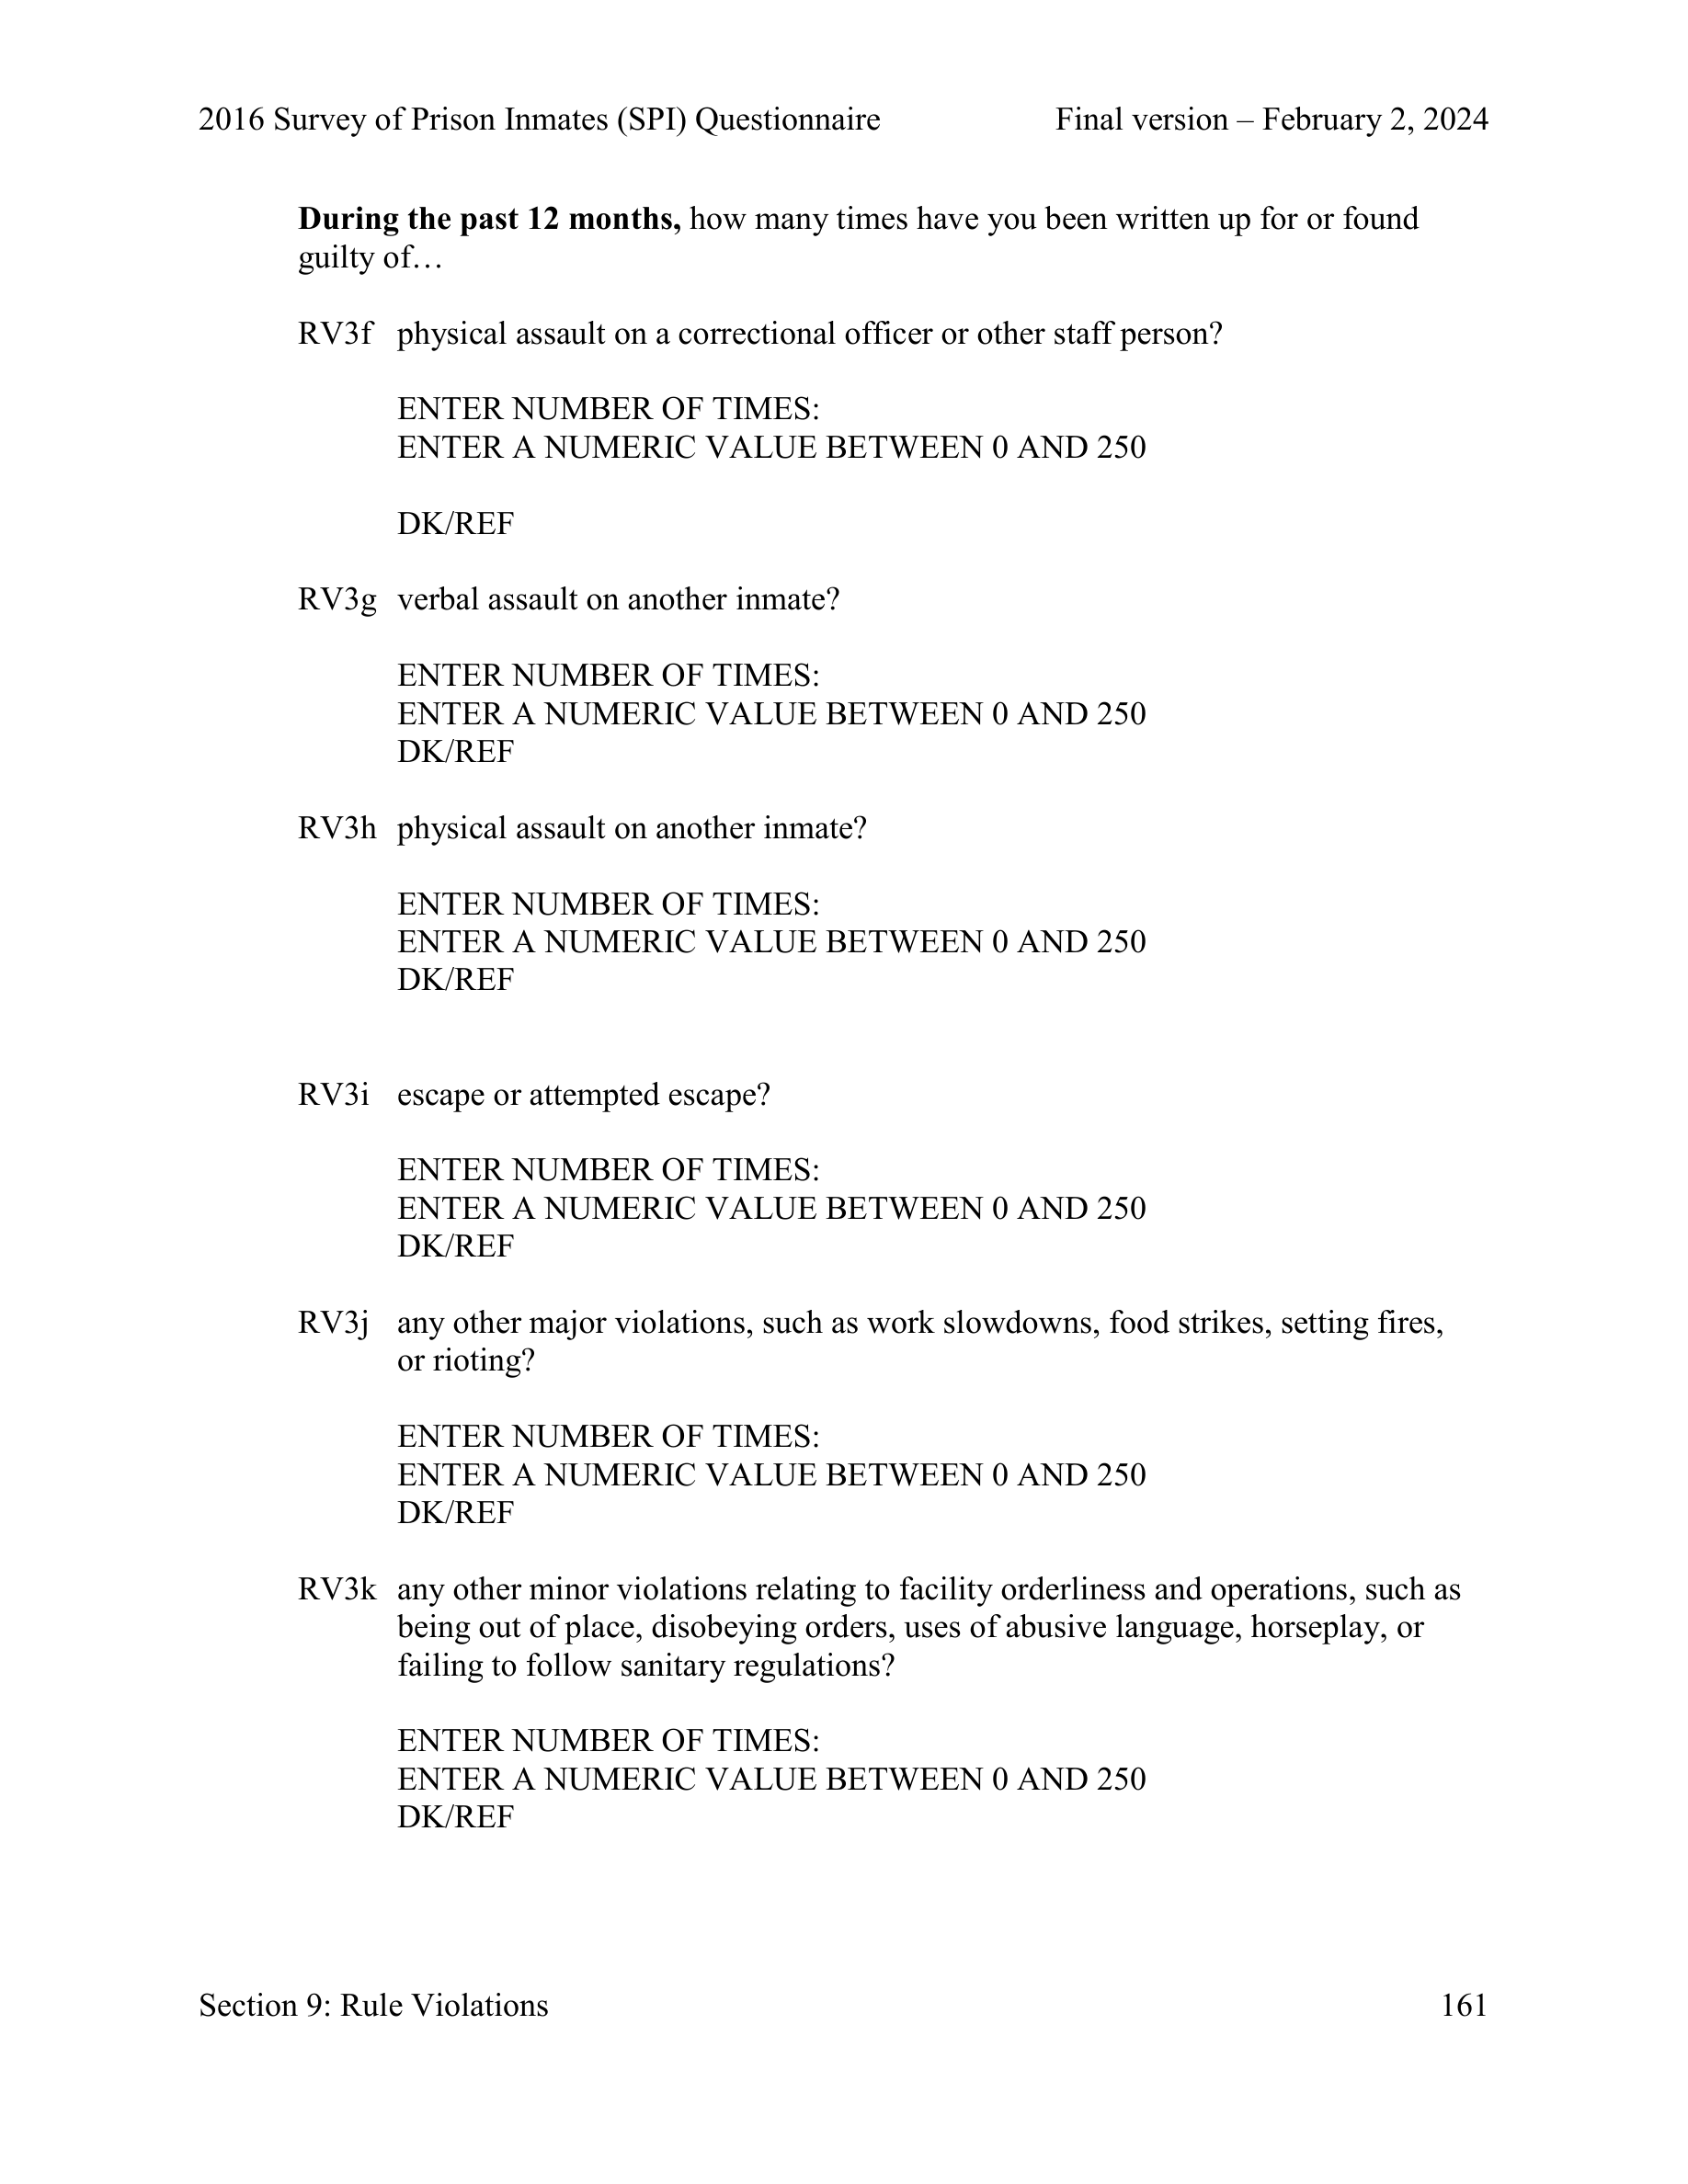 2016 Survey of Prison Inmates (SPI) Questionnaire Final version – February 2, 2024
During the past 12 months, how many times have you been written up for or found
guilty of…
RV3f physical assault on a correctional officer or other staff person?
ENTER NUMBER OF TIMES:
ENTER A NUMERIC VALUE BETWEEN 0 AND 250
DK/REF
RV3g verbal assault on another inmate?
ENTER NUMBER OF TIMES:
ENTER A NUMERIC VALUE BETWEEN 0 AND 250
DK/REF
RV3h physical assault on another inmate?
ENTER NUMBER OF TIMES:
ENTER A NUMERIC VALUE BETWEEN 0 AND 250
DK/REF
RV3i escape or attempted escape?
ENTER NUMBER OF TIMES:
ENTER A NUMERIC VALUE BETWEEN 0 AND 250
DK/REF
RV3j any other major violations, such as work slowdowns, food strikes, setting fires,
or rioting?
ENTER NUMBER OF TIMES:
ENTER A NUMERIC VALUE BETWEEN 0 AND 250
DK/REF
RV3k any other minor violations relating to facility orderliness and operations, such as
being out of place, disobeying orders, uses of abusive language, horseplay, or
failing to follow sanitary regulations?
ENTER NUMBER OF TIMES:
ENTER A NUMERIC VALUE BETWEEN 0 AND 250
DK/REF
Section 9: Rule Violations 161